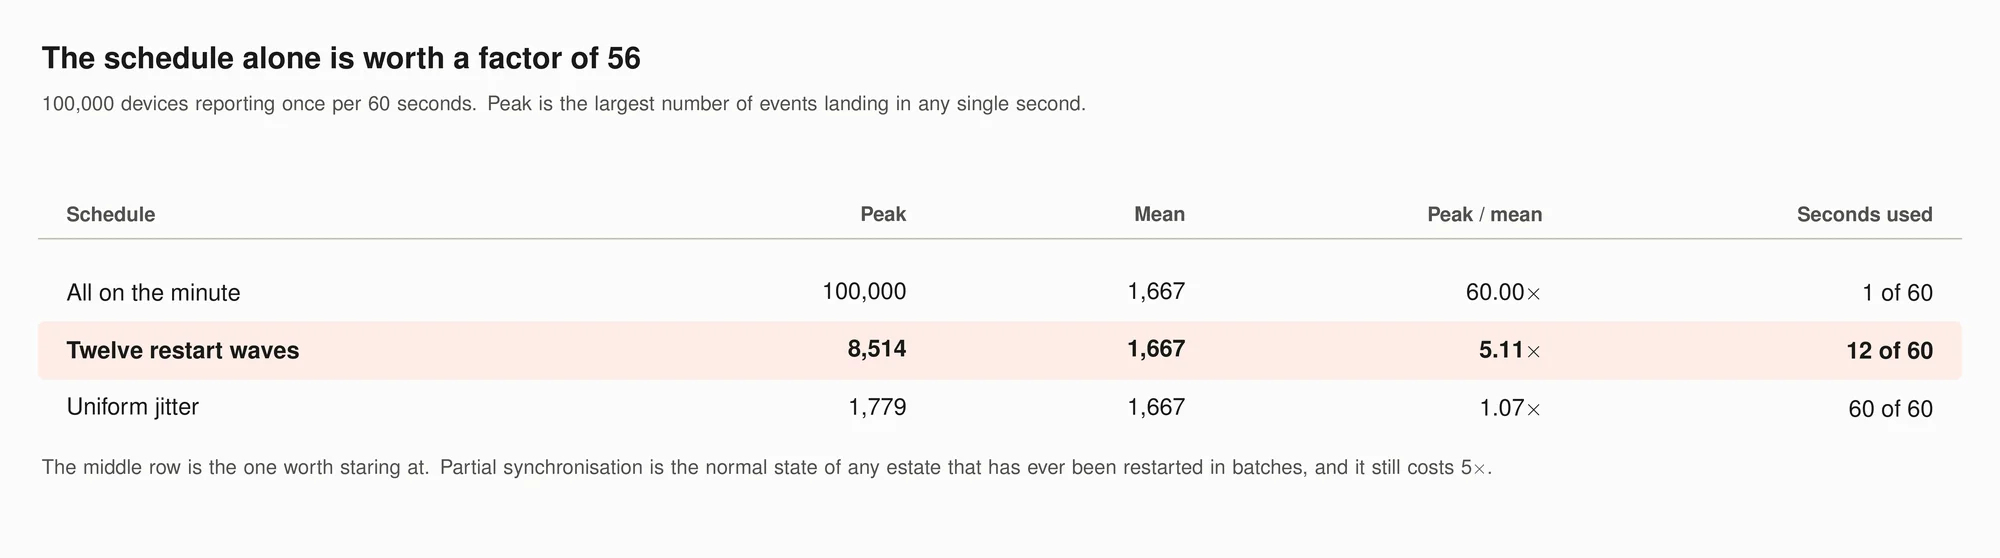 The schedule alone is worth a factor of 56
100,000 devices reporting once per 60 seconds. Peak is the largest number of events landing in any single second.
Schedule Peak Mean Peak / mean Seconds used
All on the minute 100,000 1,667 60.00× 1 of 60
Twelve restart waves 8,514 1,667 5.11× 12 of 60
Uniform jitter 1,779 1,667 1.07× 60 of 60
The middle row is the one worth staring at. Partial synchronisation is the normal state of any estate that has ever been restarted in batches, and it still costs 5×.